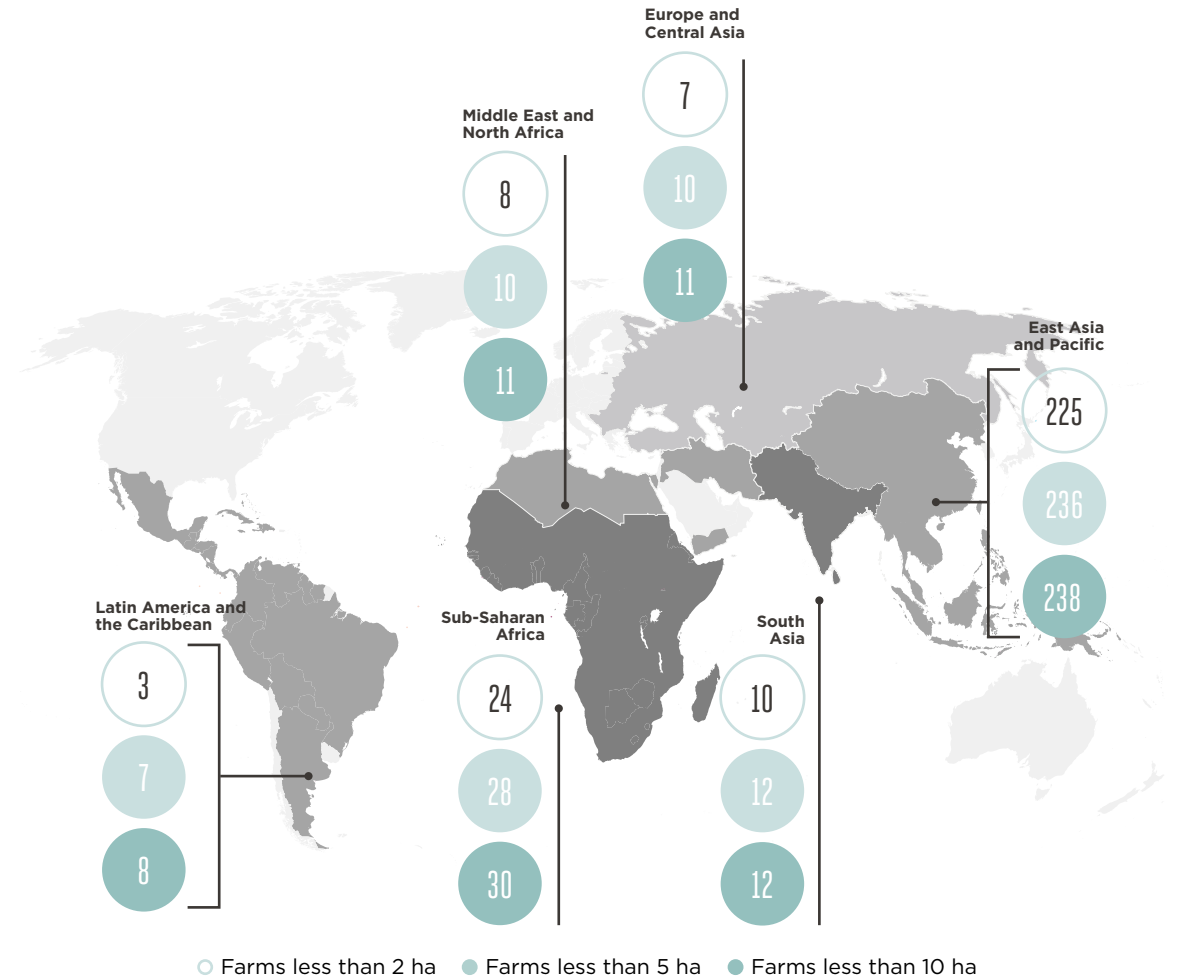 Europe and
Central Asia
7
10
11
Middle East and
North Africa
8
10
11
East Asia
and Pacific
225
236
238
Latin America and
the Caribbean
3
7
8
Sub-Saharan
Africa
24
28
30
South
Asia
10
12
12
Farms less than 2 ha Farms less than 5 ha Farms less than 10 ha